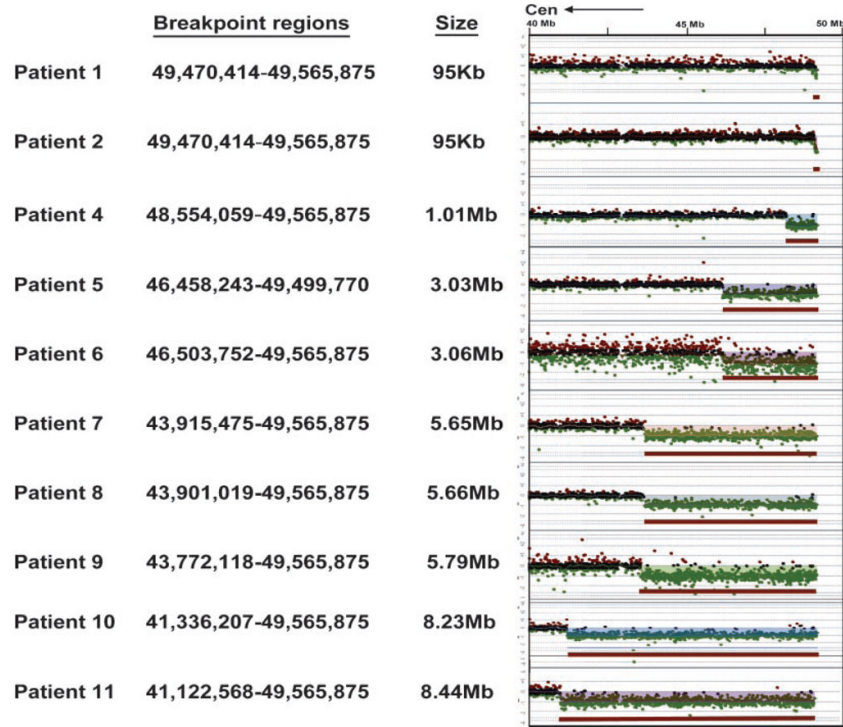 Cen
40 Mb 45 Mb 50 Mb
Breakpoint regions Size
Patient 1 49,470,414-49,565,875 95Kb
Patient 2 49,470,414-49,565,875 95Kb
Patient 4 48,554,059-49,565,875 1.01Mb
Patient 5 46,458,243-49,499,770 3.03Mb
Patient 6 46,503,752-49,565,875 3.06Mb
Patient 7 43,915,475-49,565,875 5.65Mb
Patient 8 43,901,019-49,565,875 5.66Mb
Patient 9 43,772,118-49,565,875 5.79Mb
Patient 10 41,336,207-49,565,875 8.23Mb
Patient 11 41,122,568-49,565,875 8.44Mb